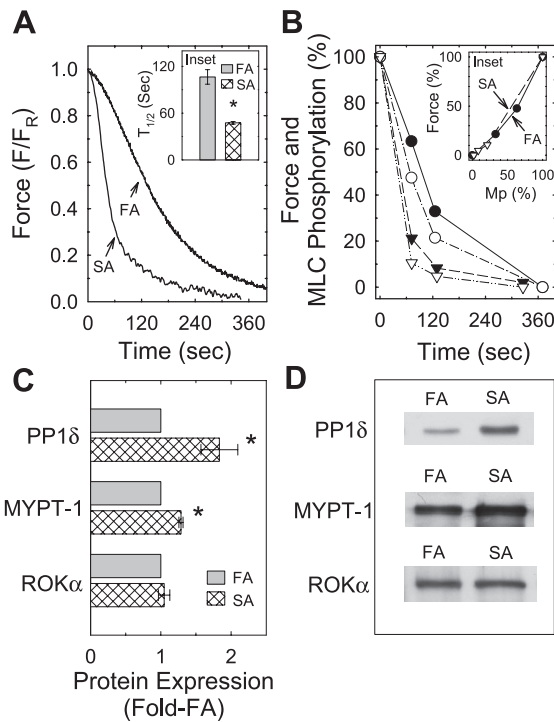 A
Force (F/F_R)
1.0
0.8
0.6
0.4
0.2
0.0
0 120 240 360
Time (sec)
FA
SA
Inset
FA
SA
T_1/2 (Sec)
120
60
0
*
B
Force and
MLC Phosphorylation (%)
100
80
60
40
20
0
0 120 240 360
Time (sec)
Inset
Force (%)
100
50
0
0 50 100
Mp (%)
SA
FA
C
PP1δ
MYPT-1
ROKα
*
*
FA
SA
0 1 2
Protein Expression
(Fold-FA)
D
FA SA
PP1δ
FA SA
MYPT-1
FA SA
ROKα